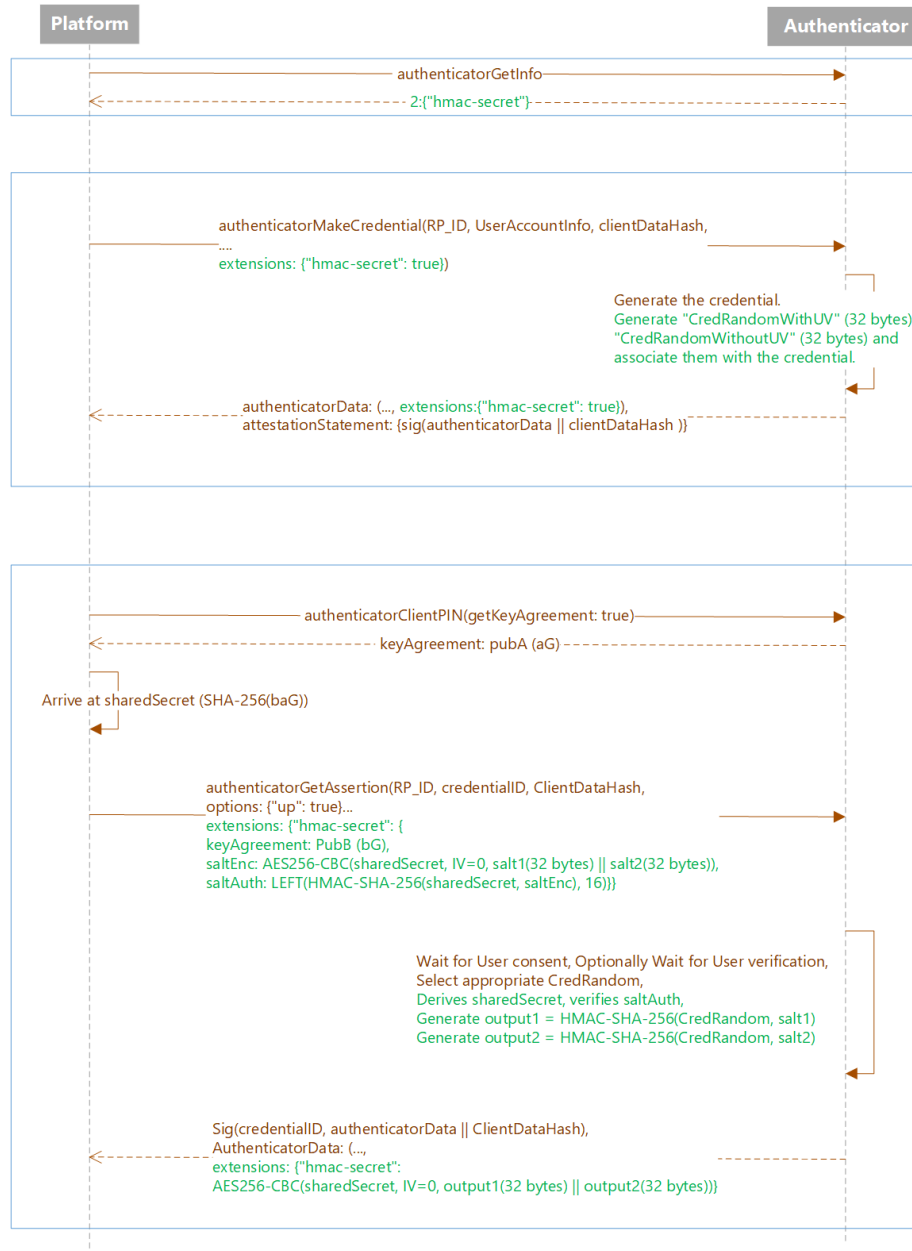 Platform
Authenticator
authenticatorGetInfo
2:{"hmac-secret"}
authenticatorMakeCredential(RP_ID, UserAccountInfo, clientDataHash,
....
extensions: {"hmac-secret": true})
Generate the credential.
Generate "CredRandomWithUV" (32 bytes)
"CredRandomWithoutUV" (32 bytes) and
associate them with the credential.
authenticatorData: (..., extensions:{"hmac-secret": true}),
attestationStatement: {sig(authenticatorData || clientDataHash )}
authenticatorClientPIN(getKeyAgreement: true)
keyAgreement: pubA (aG)
Arrive at sharedSecret (SHA-256(baG))
authenticatorGetAssertion(RP_ID, credentialID, ClientDataHash,
options: {"up": true}...
extensions: {"hmac-secret": {
keyAgreement: PubB (bG),
saltEnc: AES256-CBC(sharedSecret, IV=0, salt1(32 bytes) || salt2(32 bytes)),
saltAuth: LEFT(HMAC-SHA-256(sharedSecret, saltEnc), 16)}}
Wait for User consent, Optionally Wait for User verification,
Select appropriate CredRandom,
Derives sharedSecret, verifies saltAuth,
Generate output1 = HMAC-SHA-256(CredRandom, salt1)
Generate output2 = HMAC-SHA-256(CredRandom, salt2)
Sig(credentialID, authenticatorData || ClientDataHash),
AuthenticatorData: (...,
extensions: {"hmac-secret":
AES256-CBC(sharedSecret, IV=0, output1(32 bytes) || output2(32 bytes))}